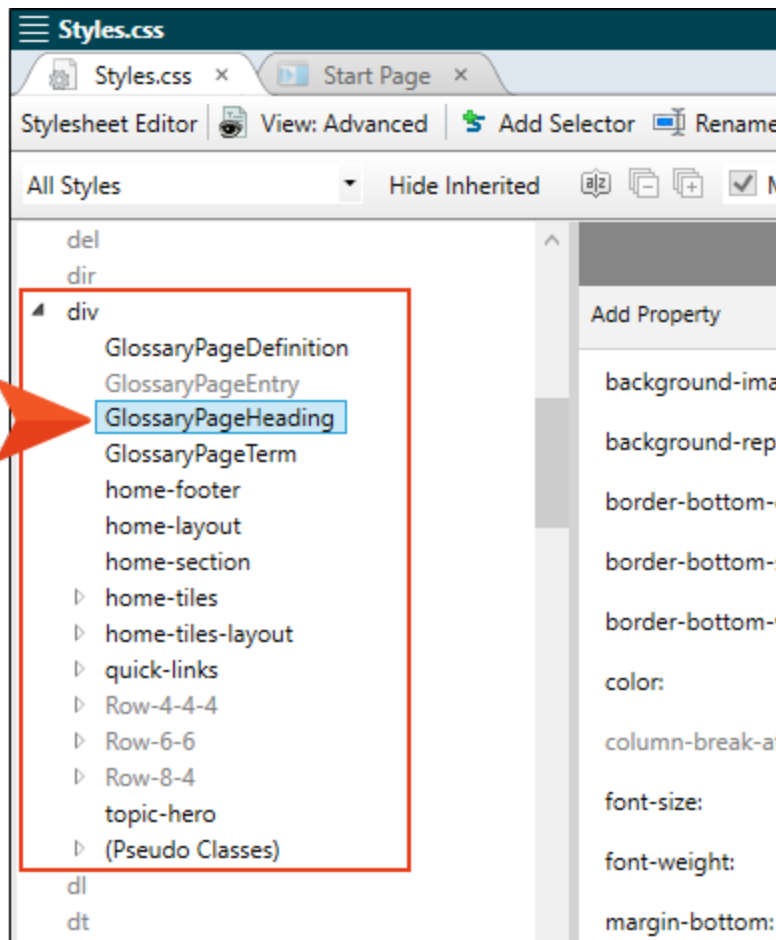 Styles.css
Styles.css × Start Page ×
Stylesheet Editor View: Advanced Add Selector Rename
All Styles Hide Inherited a z
del
dir
div
GlossaryPageDefinition
GlossaryPageEntry
GlossaryPageHeading
GlossaryPageTerm
home-footer
home-layout
home-section
home-tiles
home-tiles-layout
quick-links
Row-4-4-4
Row-6-6
Row-8-4
topic-hero
(Pseudo Classes)
dl
dt
Add Property
background-ima
background-rep
border-bottom-
border-bottom-
border-bottom-
color:
column-break-a
font-size:
font-weight:
margin-bottom: